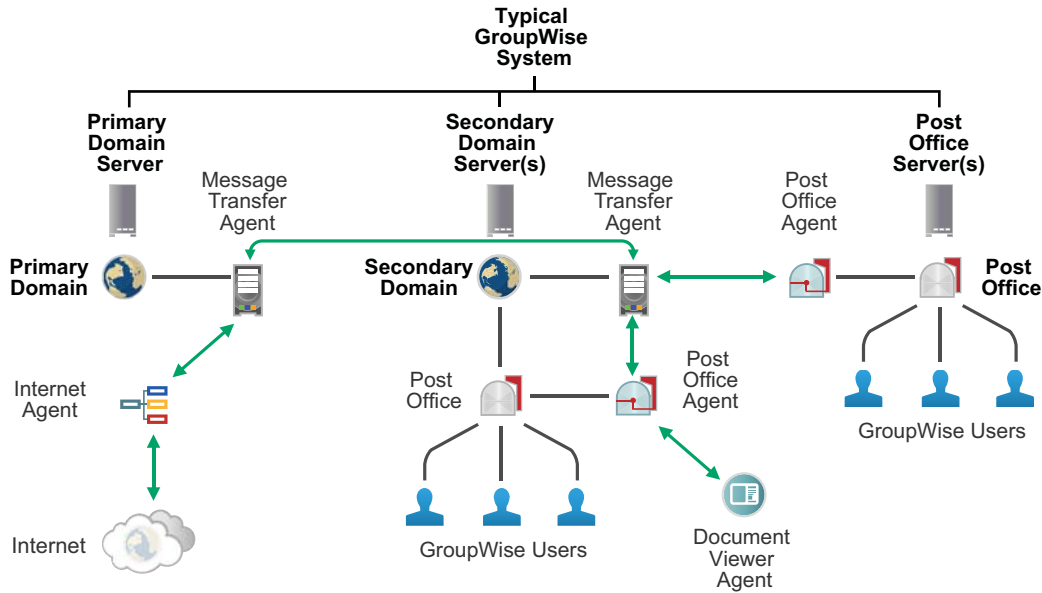 Typical
GroupWise
System
Primary
Domain
Server
Secondary
Domain
Server(s)
Post
Office
Server(s)
Message
Transfer
Agent
Message
Transfer
Agent
Post
Office
Agent
Primary
Domain
Secondary
Domain
Post
Office
Internet
Agent
Post
Office
Post
Office
Agent
GroupWise Users
Internet
GroupWise Users
Document
Viewer
Agent